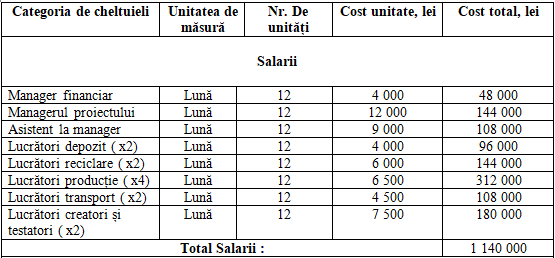 Categoria de cheltuieli Unitatea de măsură Nr. De unități Cost unitate, lei Cost total, lei
Salarii
Manager financiar Lună 12 4 000 48 000
Managerul proiectului Lună 12 12 000 144 000
Asistent la manager Lună 12 9 000 108 000
Lucrători depozit ( x2) Lună 12 4 000 96 000
Lucrători reciclare ( x2) Lună 12 6 000 144 000
Lucrători producție ( x4) Lună 12 6 500 312 000
Lucrători transport ( x2) Lună 12 4 500 108 000
Lucrători creatori și testatori ( x2) Lună 12 7 500 180 000
Total Salarii : 1 140 000